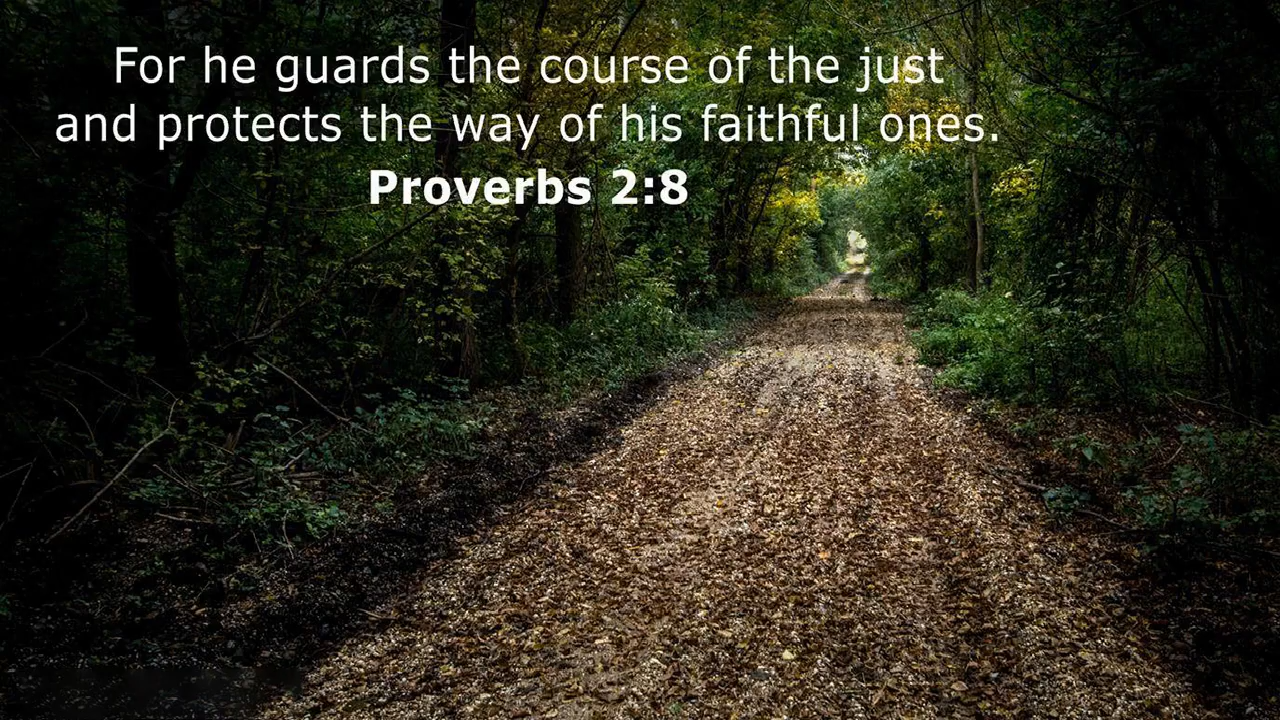 For he guards the course of the just
and protects the way of his faithful ones.
Proverbs 2:8